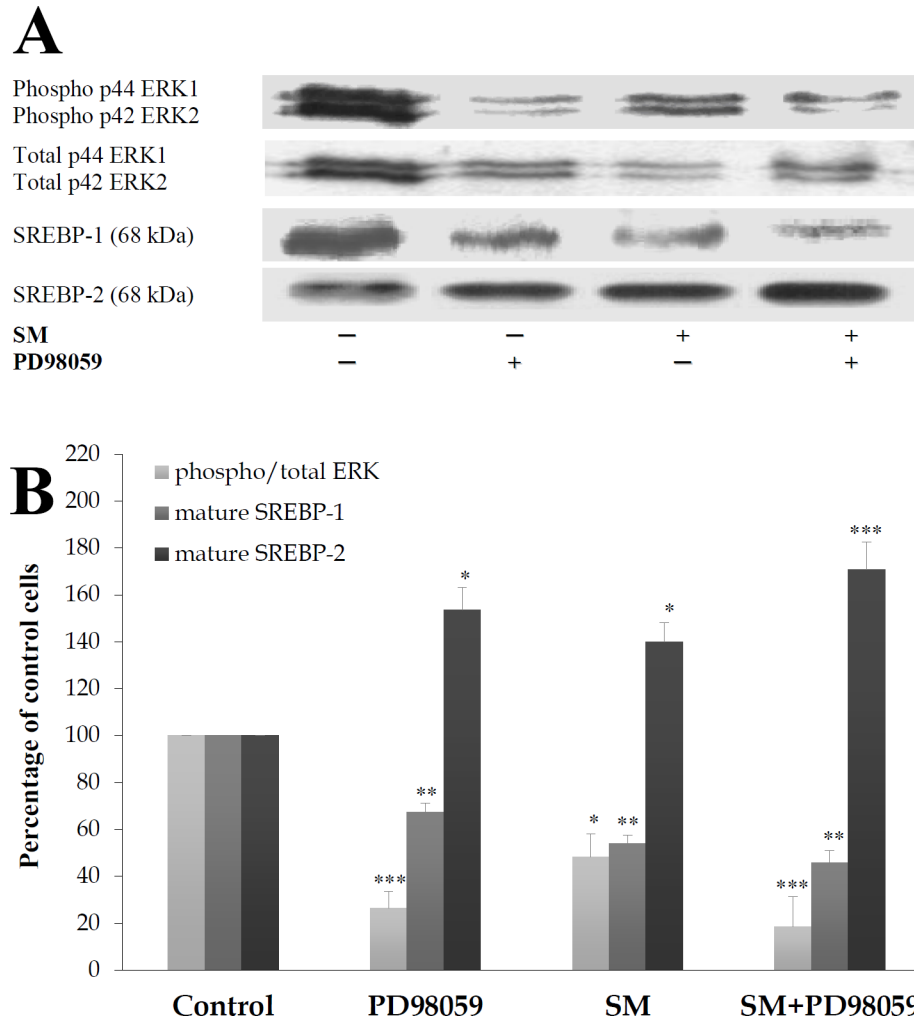 A
Phospho p44 ERK1
Phospho p42 ERK2
Total p44 ERK1
Total p42 ERK2
SREBP-1 (68 kDa)
SREBP-2 (68 kDa)
SM − − + +
PD98059 − + − +
B
220
200
180
160
140
120
100
80
60
40
20
0
Percentage of control cells
phospho/total ERK
mature SREBP-1
mature SREBP-2
***
**
*
*
**
*
***
**
***
Control PD98059 SM SM+PD98059